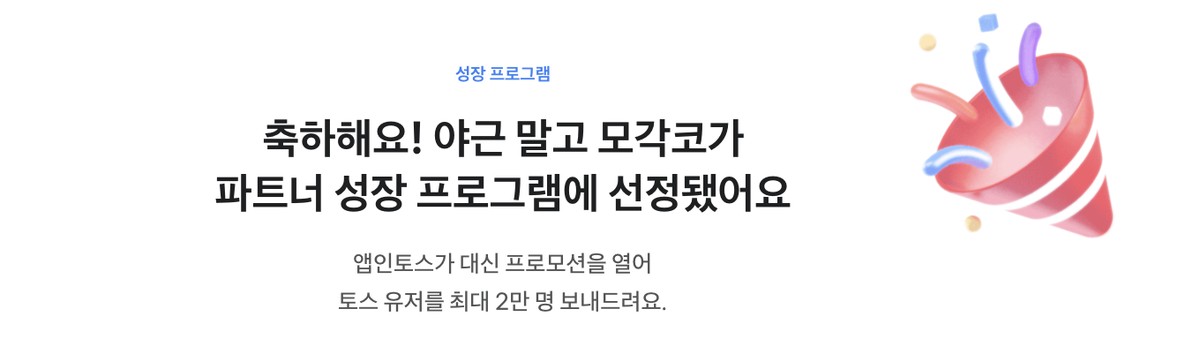 성장 프로그램
축하해요! 야근 말고 모각코가
파트너 성장 프로그램에 선정됐어요
앱인토스가 대신 프로모션을 열어
토스 유저를 최대 2만 명 보내드려요.